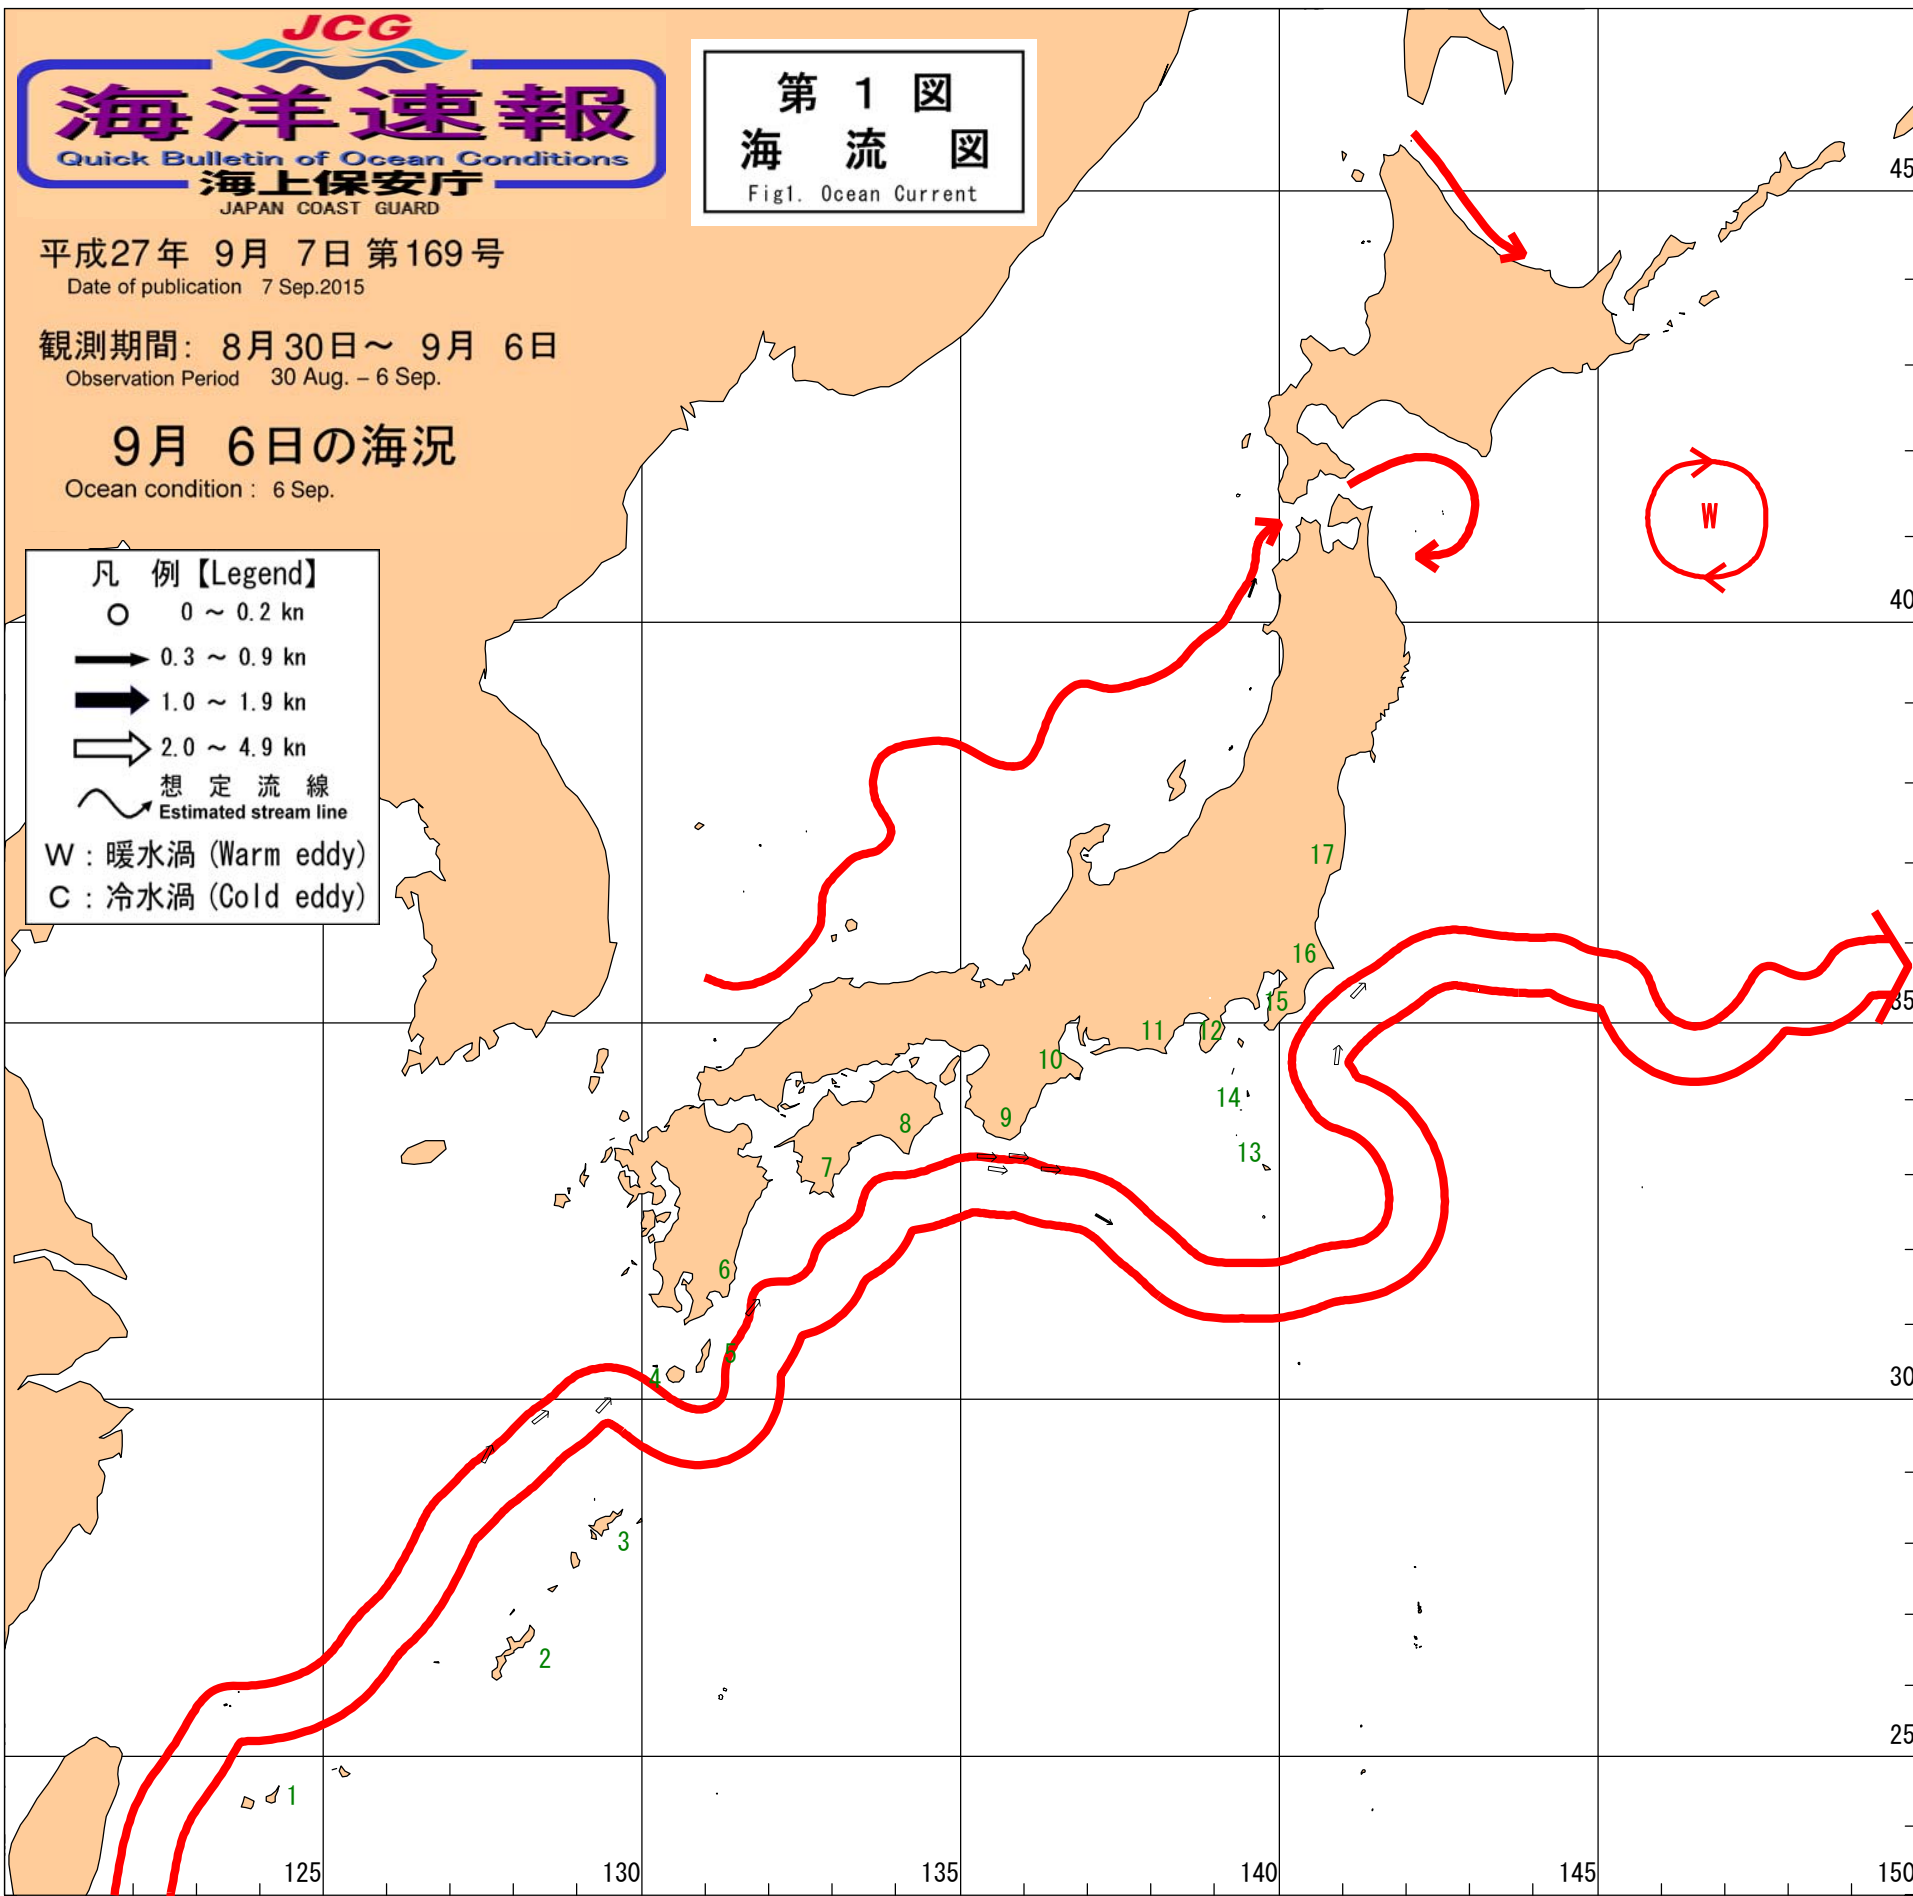 JCG
海洋速報
Quick Bulletin of Ocean Conditions
海上保安庁
JAPAN COAST GUARD
第 1 図
海 流 図
Fig1. Ocean Current
平成27年 9月 7日 第169号
Date of publication 7 Sep.2015
観測期間: 8月30日～ 9月 6日
Observation Period 30 Aug. – 6 Sep.
9月 6日の海況
Ocean condition : 6 Sep.
凡 例【Legend】
0 ～ 0.2 kn
0.3 ～ 0.9 kn
1.0 ～ 1.9 kn
2.0 ～ 4.9 kn
想 定 流 線
Estimated stream line
W : 暖水渦 (Warm eddy)
C : 冷水渦 (Cold eddy)
45
W
40
17
16
35
15
11
12
10
14
9
8
13
7
6
5
4
30
3
2
25
1
125
130
135
140
145
150